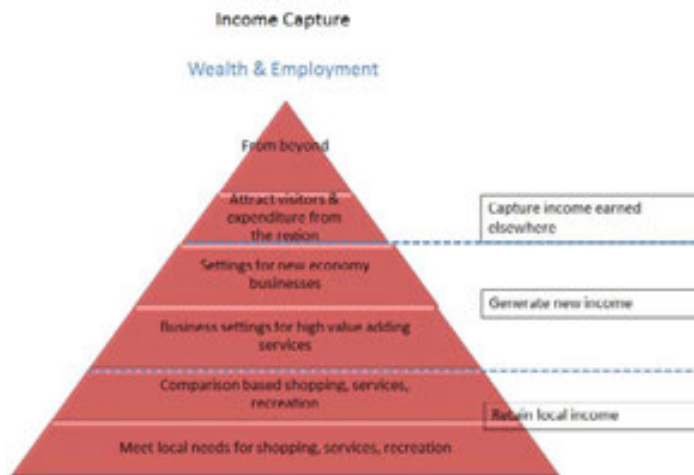 Income Capture
Wealth & Employment
From beyond
Attract visitors &
expenditure from
the region
Capture income earned
elsewhere
Settings for new economy
businesses
Generate new income
Business settings for high value adding
services
Comparison based shopping, services,
recreation
Retain local income
Meet local needs for shopping, services, recreation